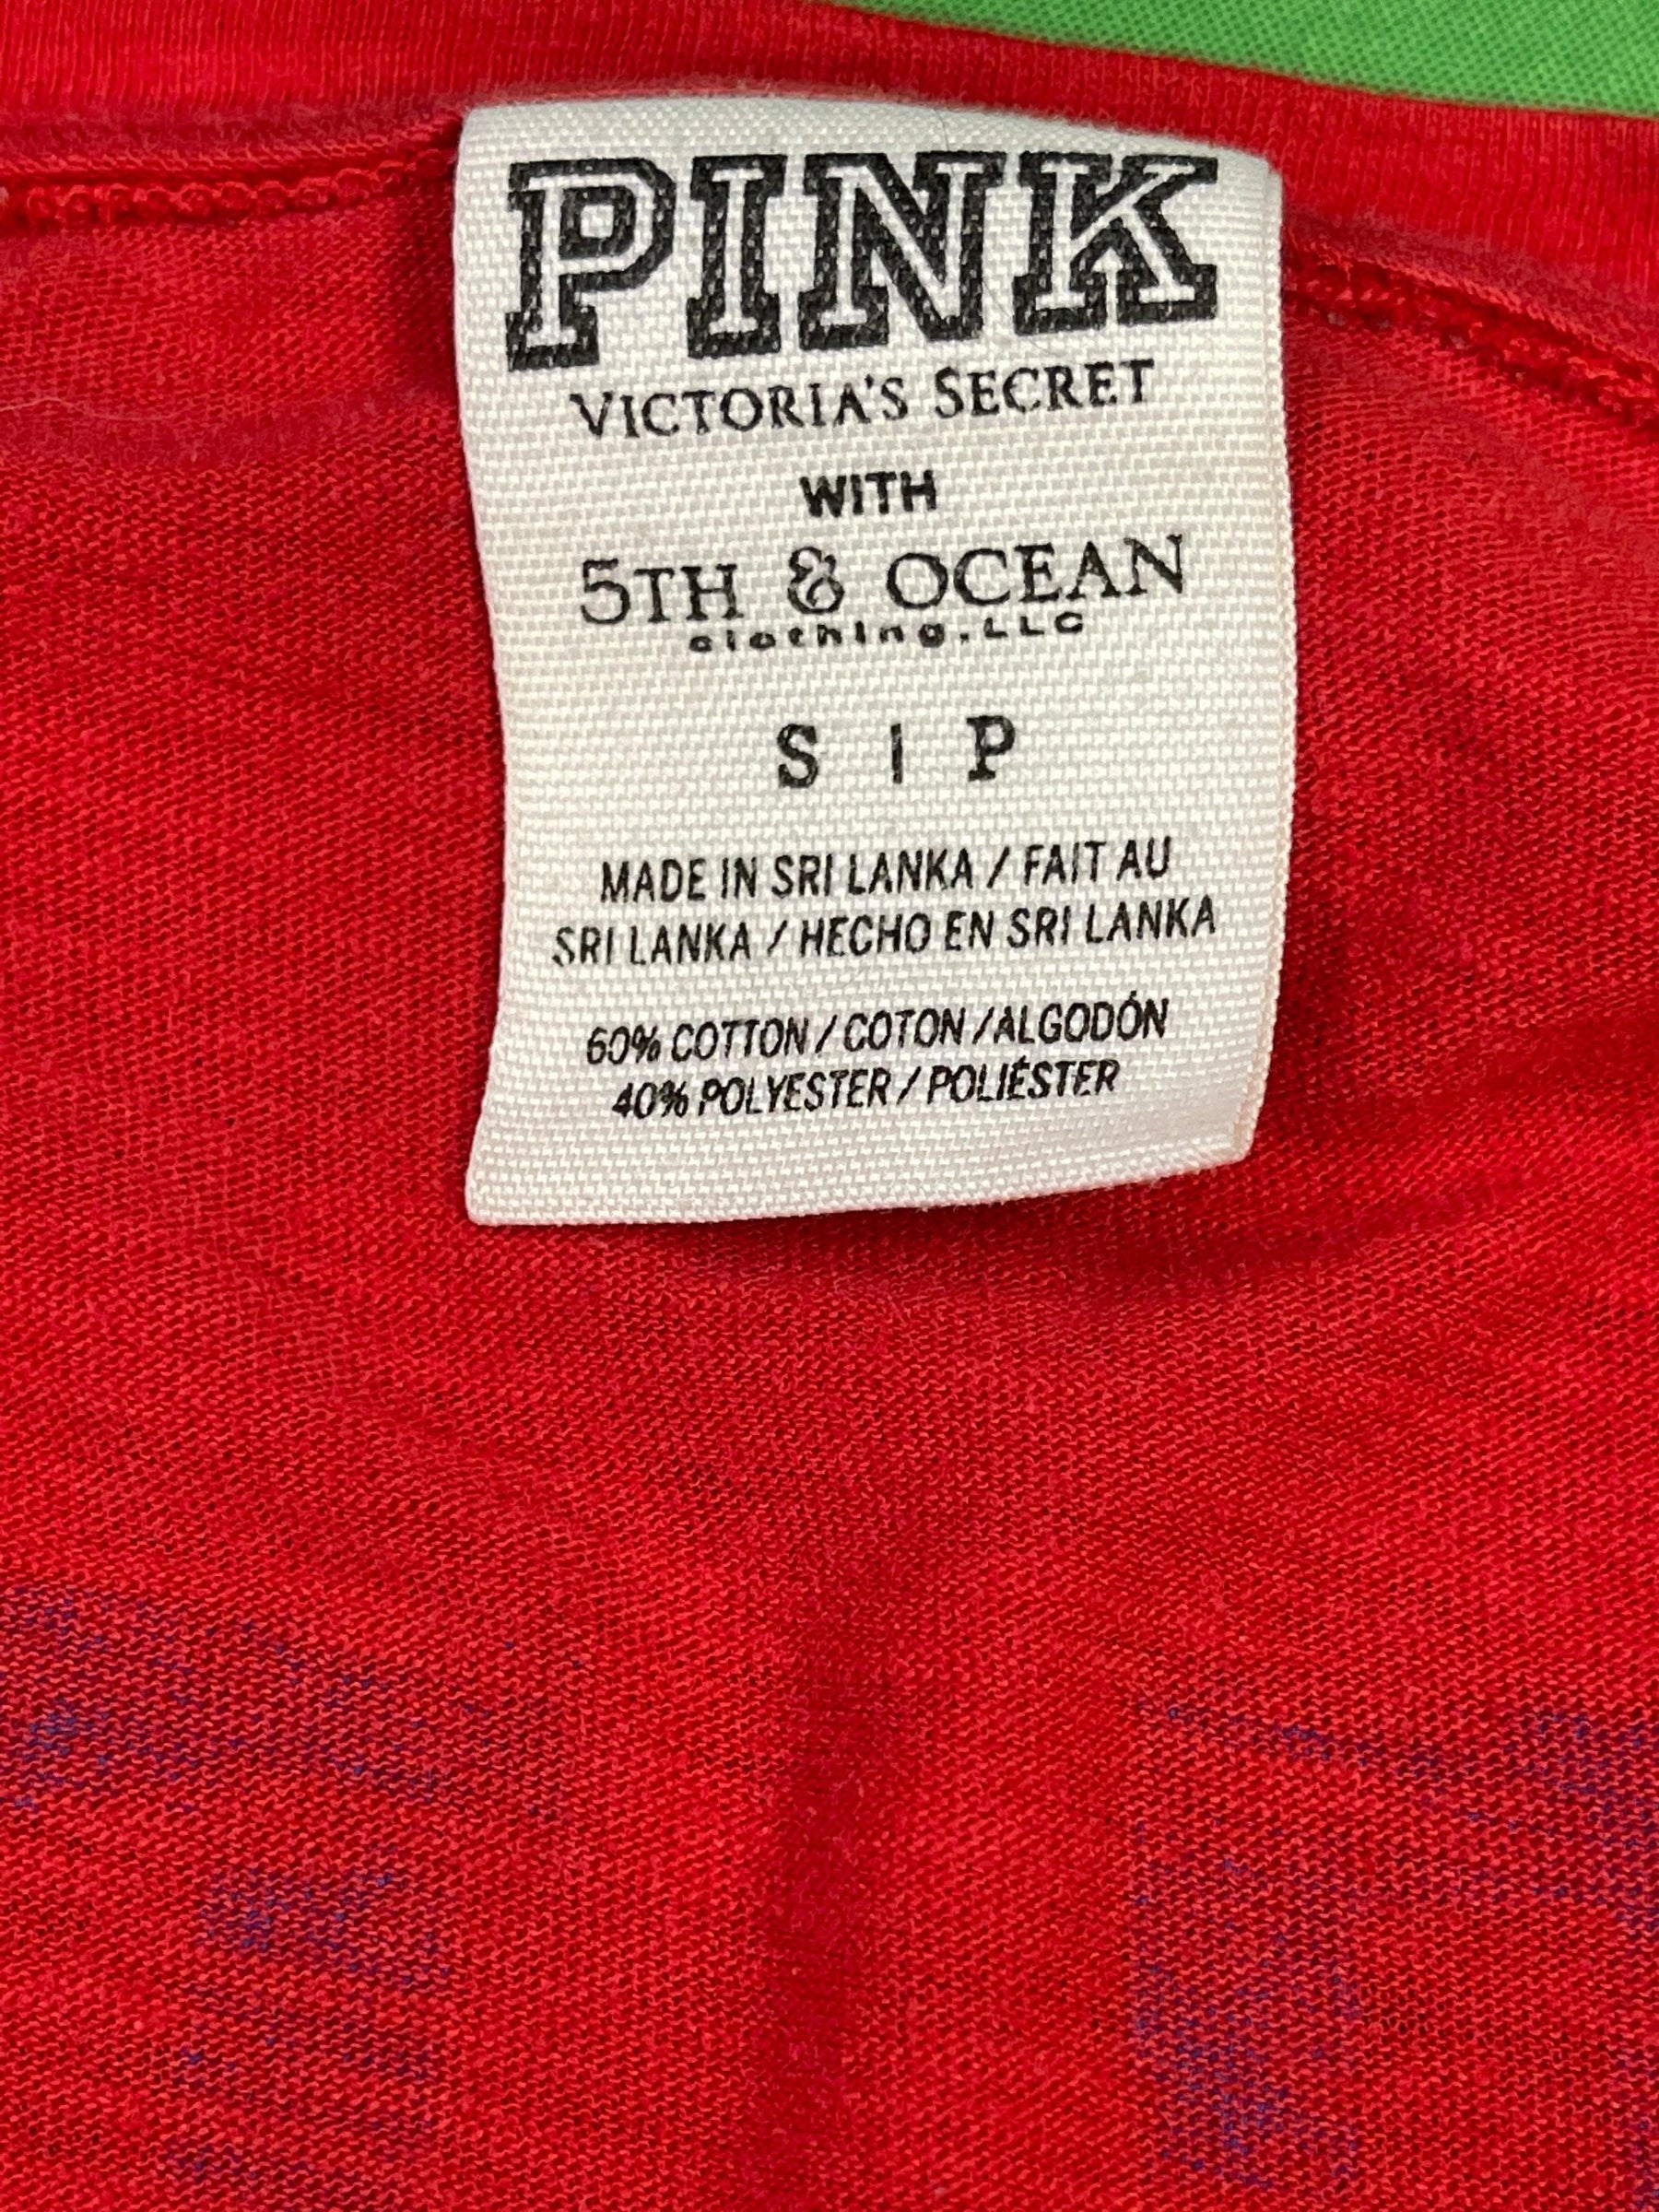 PINK
VICTORIA'S SECRET
WITH
5TH & OCEAN
clothing, LLC
S | P
MADE IN SRI LANKA / FAIT AU
SRI LANKA / HECHO EN SRI LANKA
60% COTTON / COTON / ALGODÓN
40% POLYESTER / POLIÉSTER